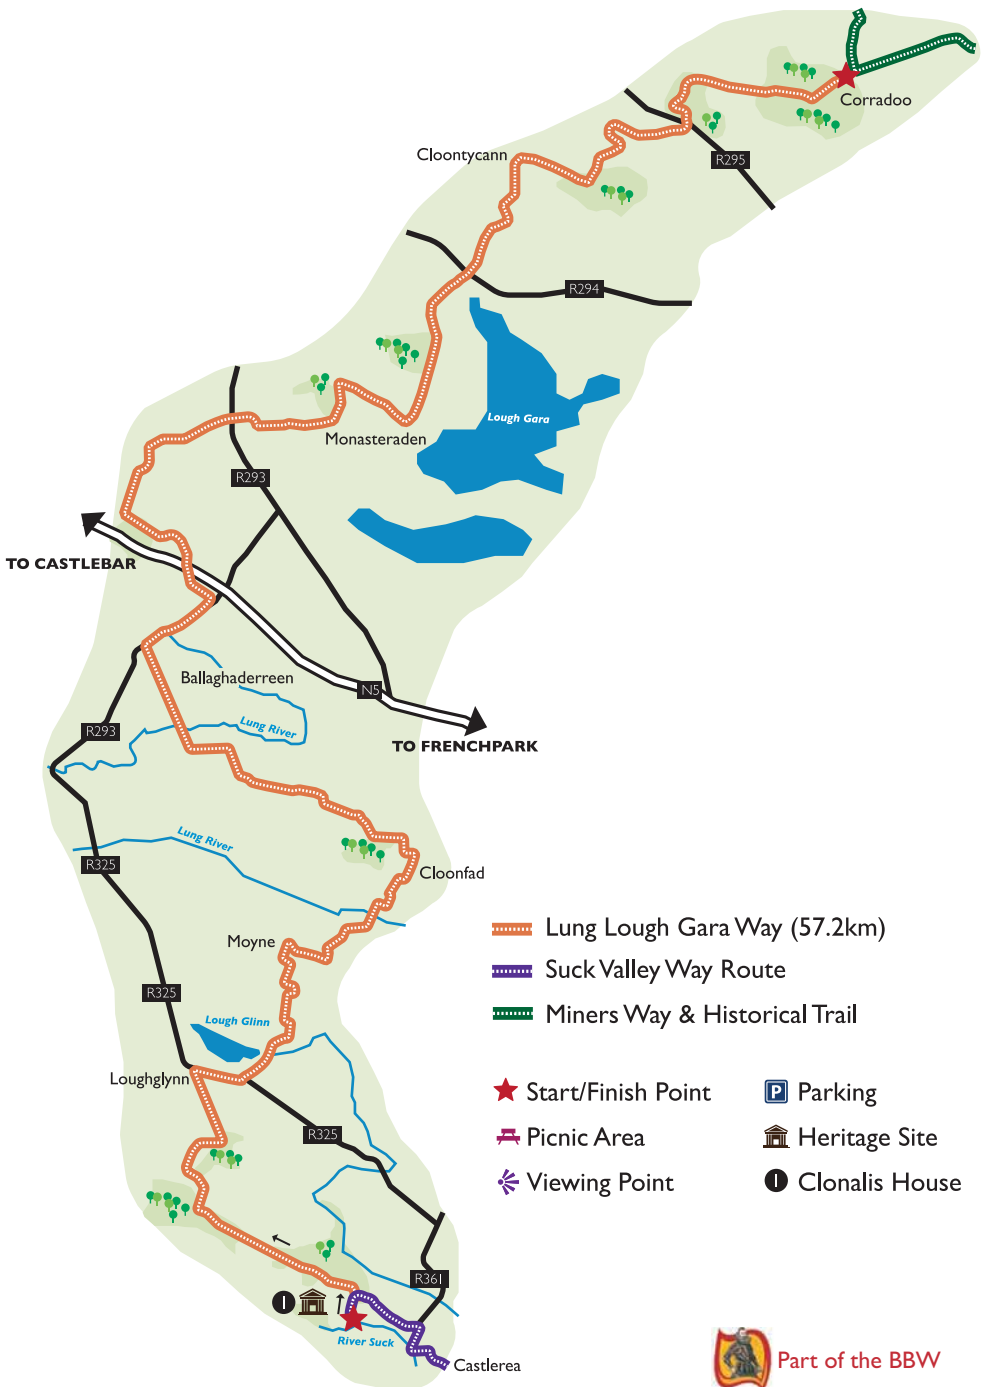 Corradoo
Cloontycann
R295
R294
Lough Gara
Monasteraden
R293
TO CASTLEBAR
Ballaghaderreen
N5
R293
Lung River
TO FRENCHPARK
Lung River
R325
Cloonfad
Moyne
R325
Lough Glinn
Loughglynn
R325
R361
I
River Suck
Castlerea
Lung Lough Gara Way (57.2km)
Suck Valley Way Route
Miners Way & Historical Trail
Start/Finish Point
P Parking
Picnic Area
Heritage Site
Viewing Point
I Clonalis House
Part of the BBW